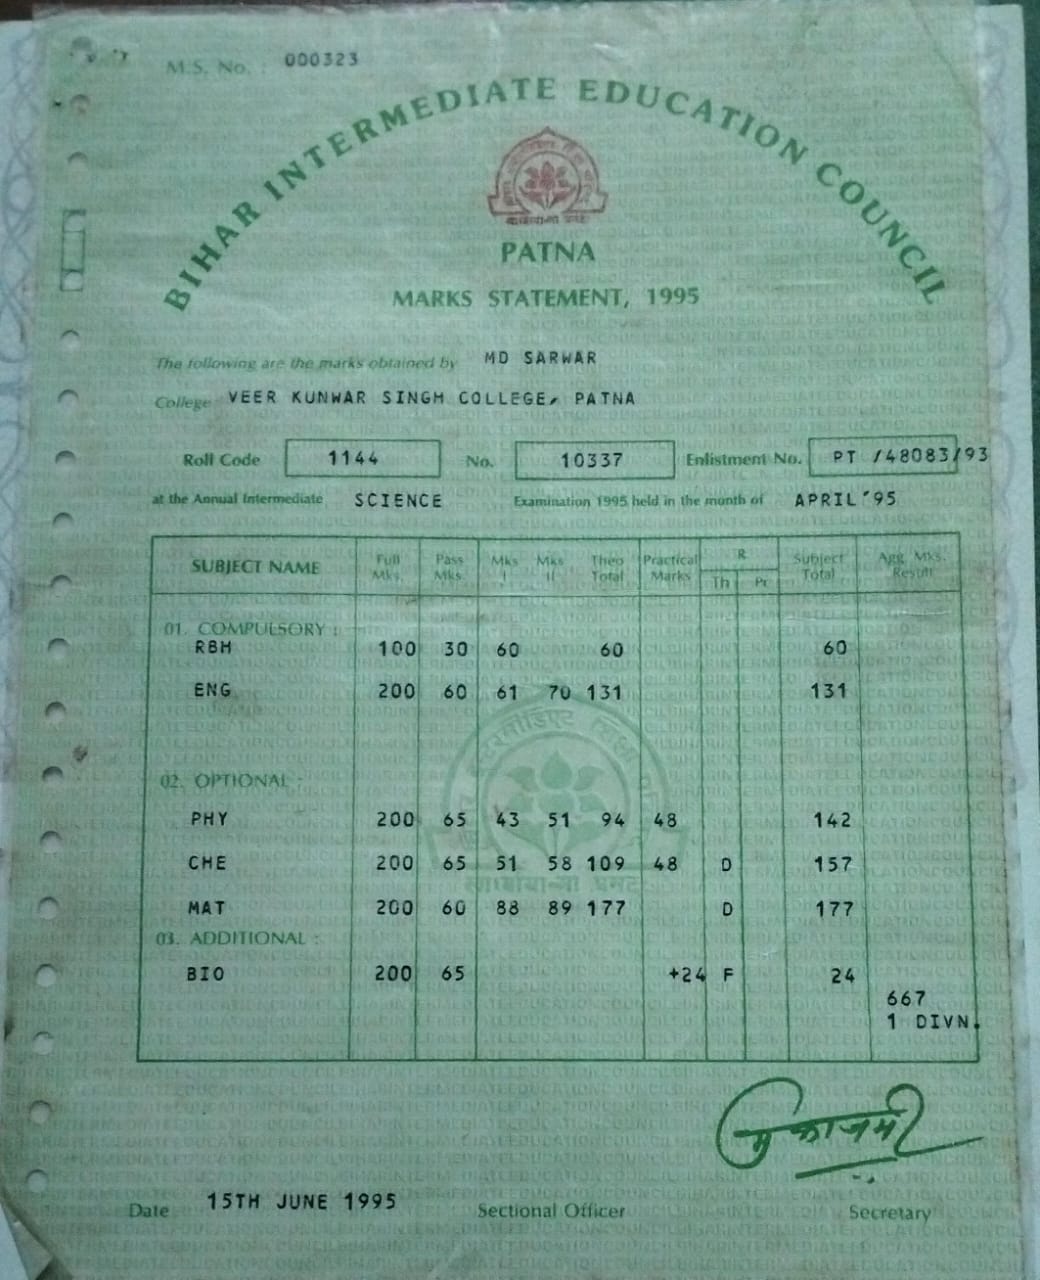 M.S. No. : 000323
BIHAR INTERMEDIATE EDUCATION COUNCIL
PATNA
MARKS STATEMENT, 1995
The following are the marks obtained by MD SARWAR
College VEER KUNWAR SINGH COLLEGE, PATNA
Roll Code 1144 No. 10337 Enlistment No. PT /48083/93
at the Annual Intermediate SCIENCE Examination 1995 held in the month of APRIL'95
SUBJECT NAME Full Mks. Pass Mks. Mks I Mks II Theo Total Practical Marks R Th Pr Subject Total Agg. Mks. Result
01. COMPULSORY :
RBH 100 30 60 60 60
ENG 200 60 61 70 131 131
02. OPTIONAL :
PHY 200 65 43 51 94 48 142
CHE 200 65 51 58 109 48 D 157
MAT 200 60 88 89 177 D 177
03. ADDITIONAL :
BIO 200 65 +24 F 24
667
1 DIVN.
Date 15TH JUNE 1995 Sectional Officer Secretary